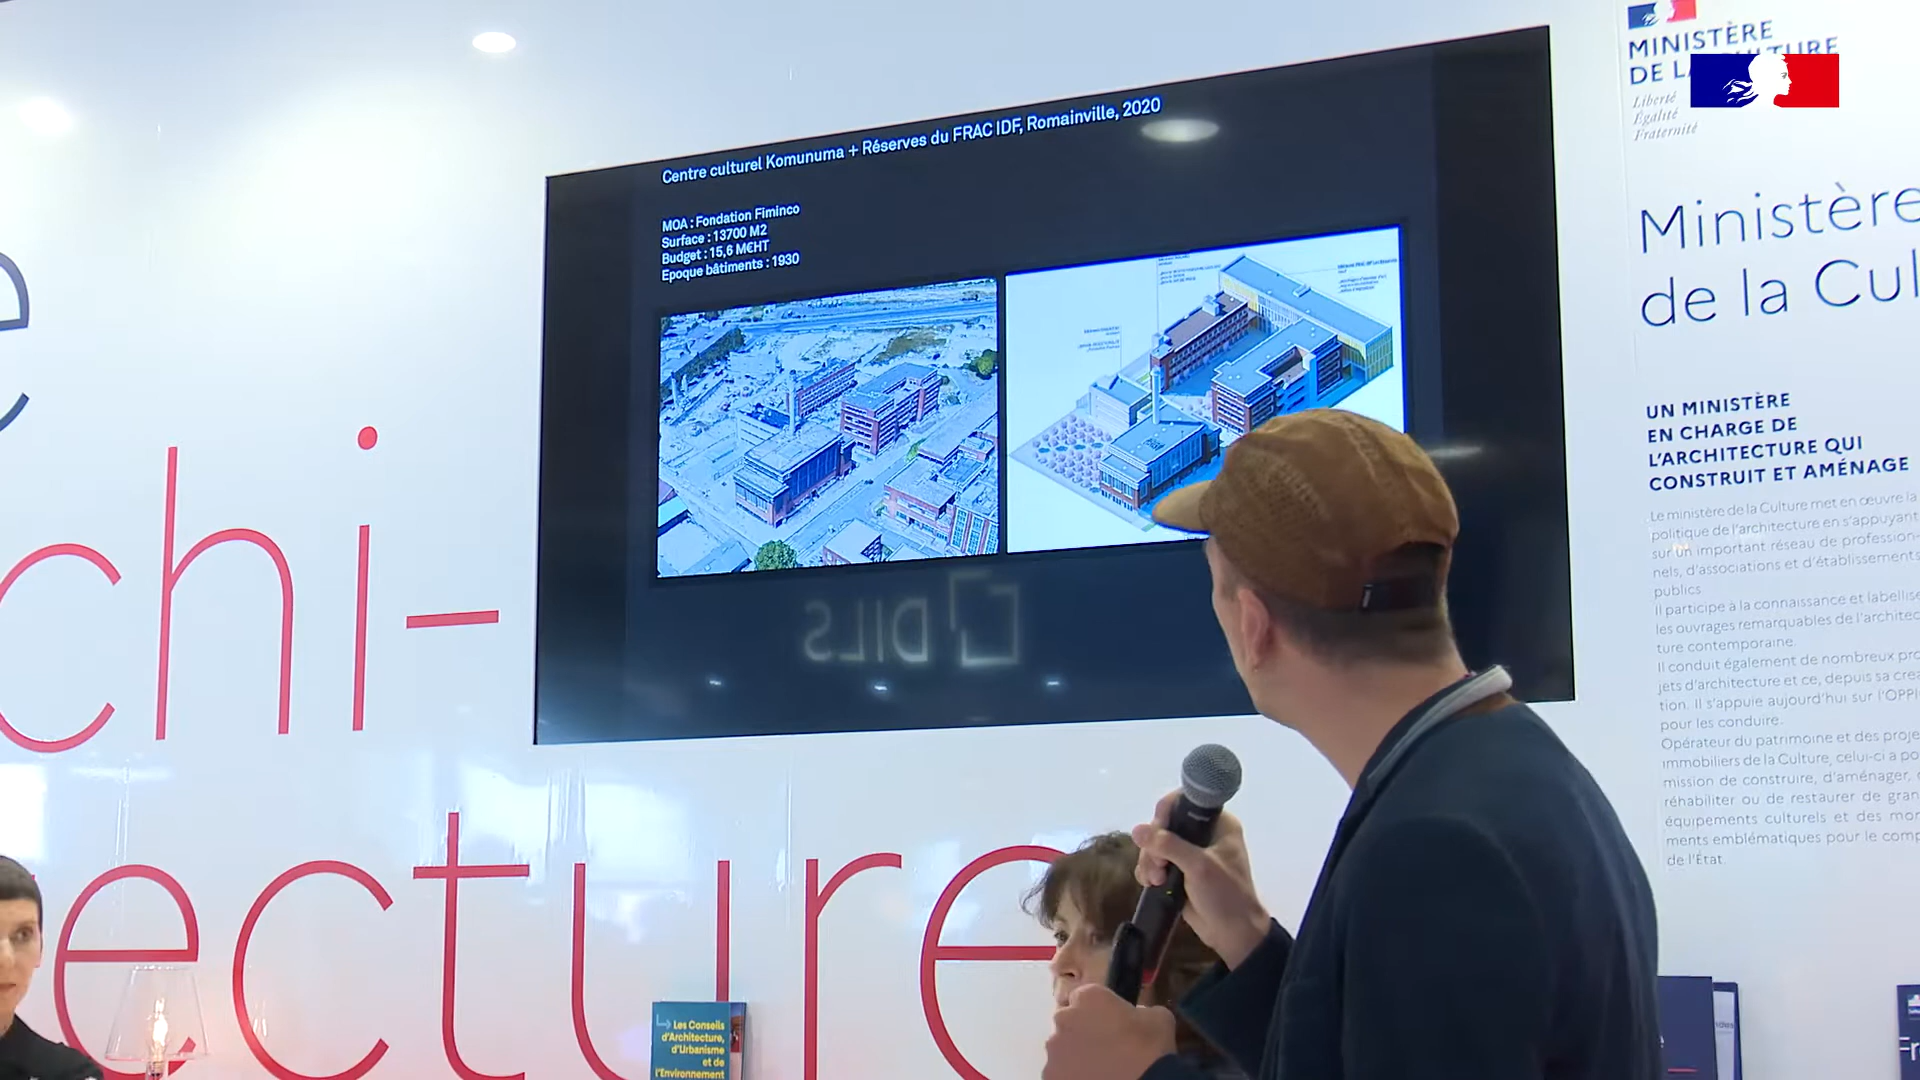 Centre culturel Komunuma + Réserves du FRAC IDF, Romainville, 2020
MOA : Fondation Fiminco
Surface : 13700 M2
Budget : 15,6 M€HT
Epoque bâtiments : 1930
DILS
e
chi-
ecture
Les Conseils
d'Architecture,
d'Urbanisme
et de
l'Environnement
MINISTÈRE
DE LA CULTURE
Liberté
Égalité
Fraternité
Ministère
de la Cul
UN MINISTÈRE
EN CHARGE DE
L'ARCHITECTURE QUI
CONSTRUIT ET AMÉNAGE
Le ministère de la Culture met en œuvre la
politique de l'architecture en s'appuyant
sur un important réseau de profession-
nels, d'associations et d'établissements
publics.
Il participe à la connaissance et labellise
les ouvrages remarquables de l'architec
ture contemporaine.
Il conduit également de nombreux pro
jets d'architecture et ce, depuis sa créa
tion. Il s'appuie aujourd'hui sur l'OPPI
pour les conduire.
Opérateur du patrimoine et des proje
immobiliers de la Culture, celui-ci a po
mission de construire, d'aménager,
réhabiliter ou de restaurer de gran
équipements culturels et des mon
ments emblématiques pour le comp
de l'État.
Fr